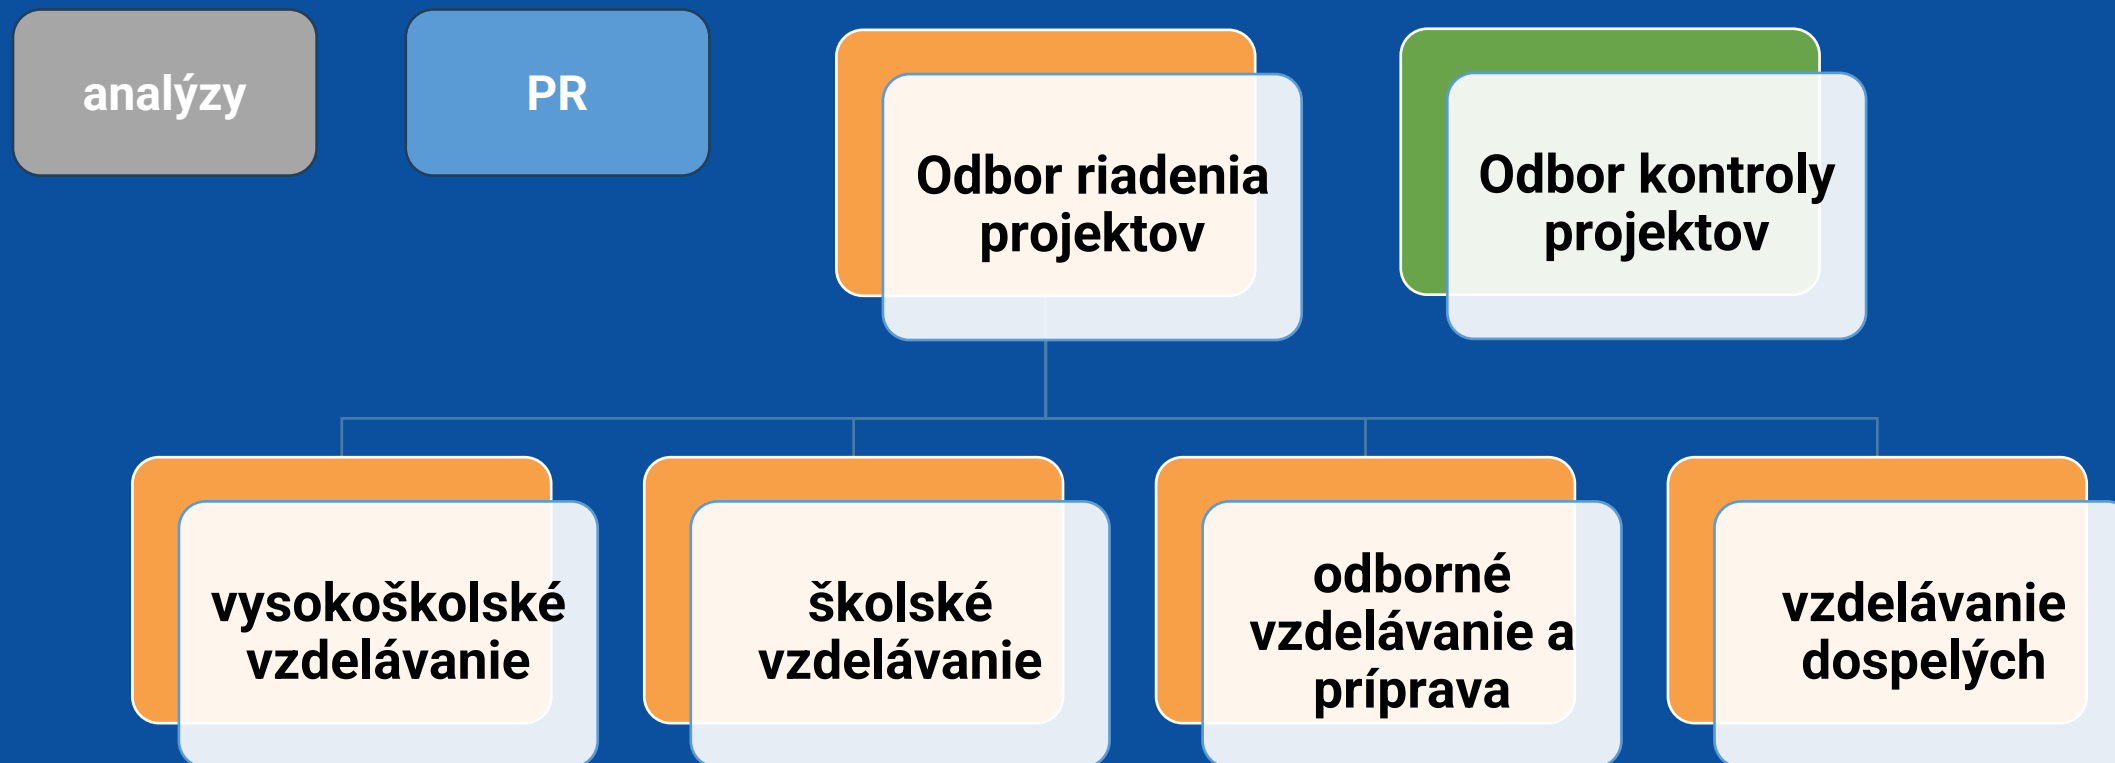 analýzy
PR
Odbor riadenia
projektov
Odbor kontroly
projektov
vysokoškolské
vzdelávanie
školské
vzdelávanie
odborné
vzdelávanie a
príprava
vzdelávanie
dospelých